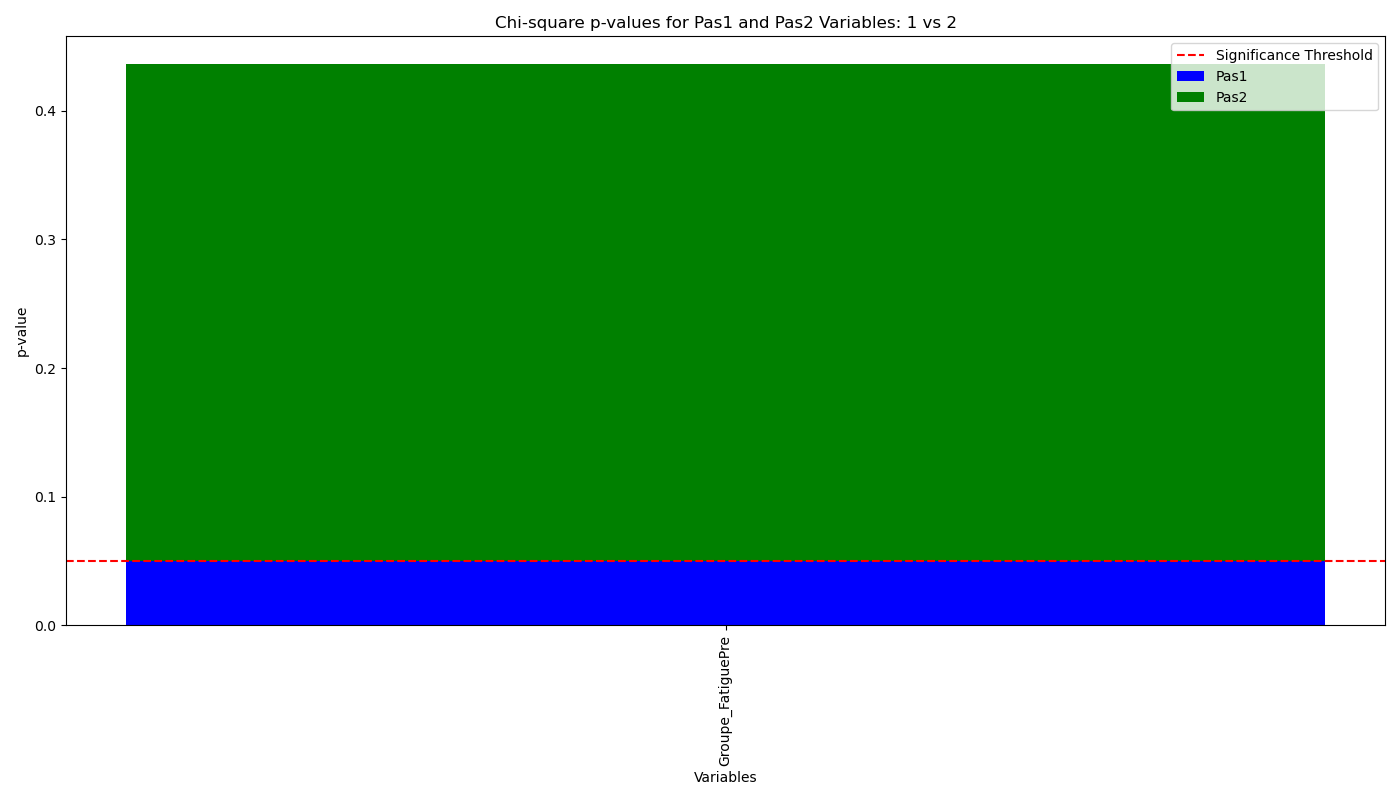 Chi-square p-values for Pas1 and Pas2 Variables: 1 vs 2
Significance Threshold
Pas1
Pas2
p-value
0.4
0.3
0.2
0.1
0.0
Groupe_FatiguePre
Variables